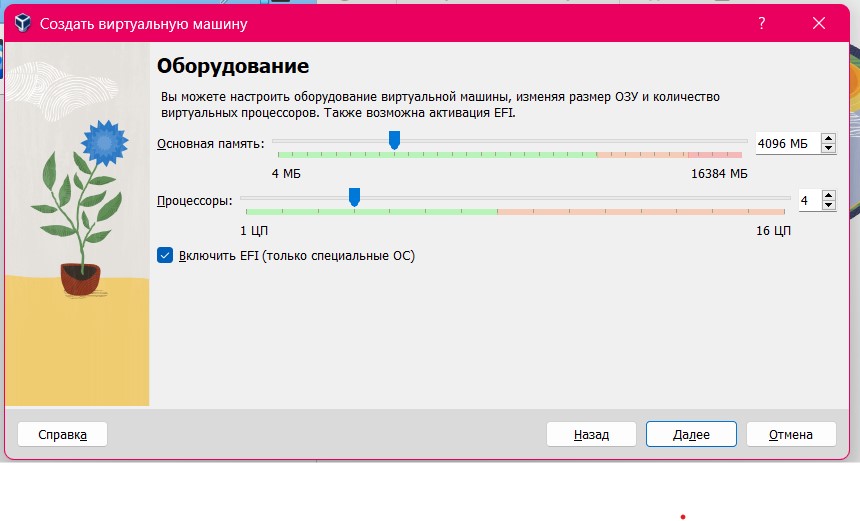 Создать виртуальную машину
?
Оборудование
Вы можете настроить оборудование виртуальной машины, изменяя размер ОЗУ и количество
виртуальных процессоров. Также возможна активация EFI.
Основная память: 4096 МБ
4 МБ 16384 МБ
Процессоры: 4
1 ЦП 16 ЦП
Включить EFI (только специальные ОС)
Справка Назад Далее Отмена